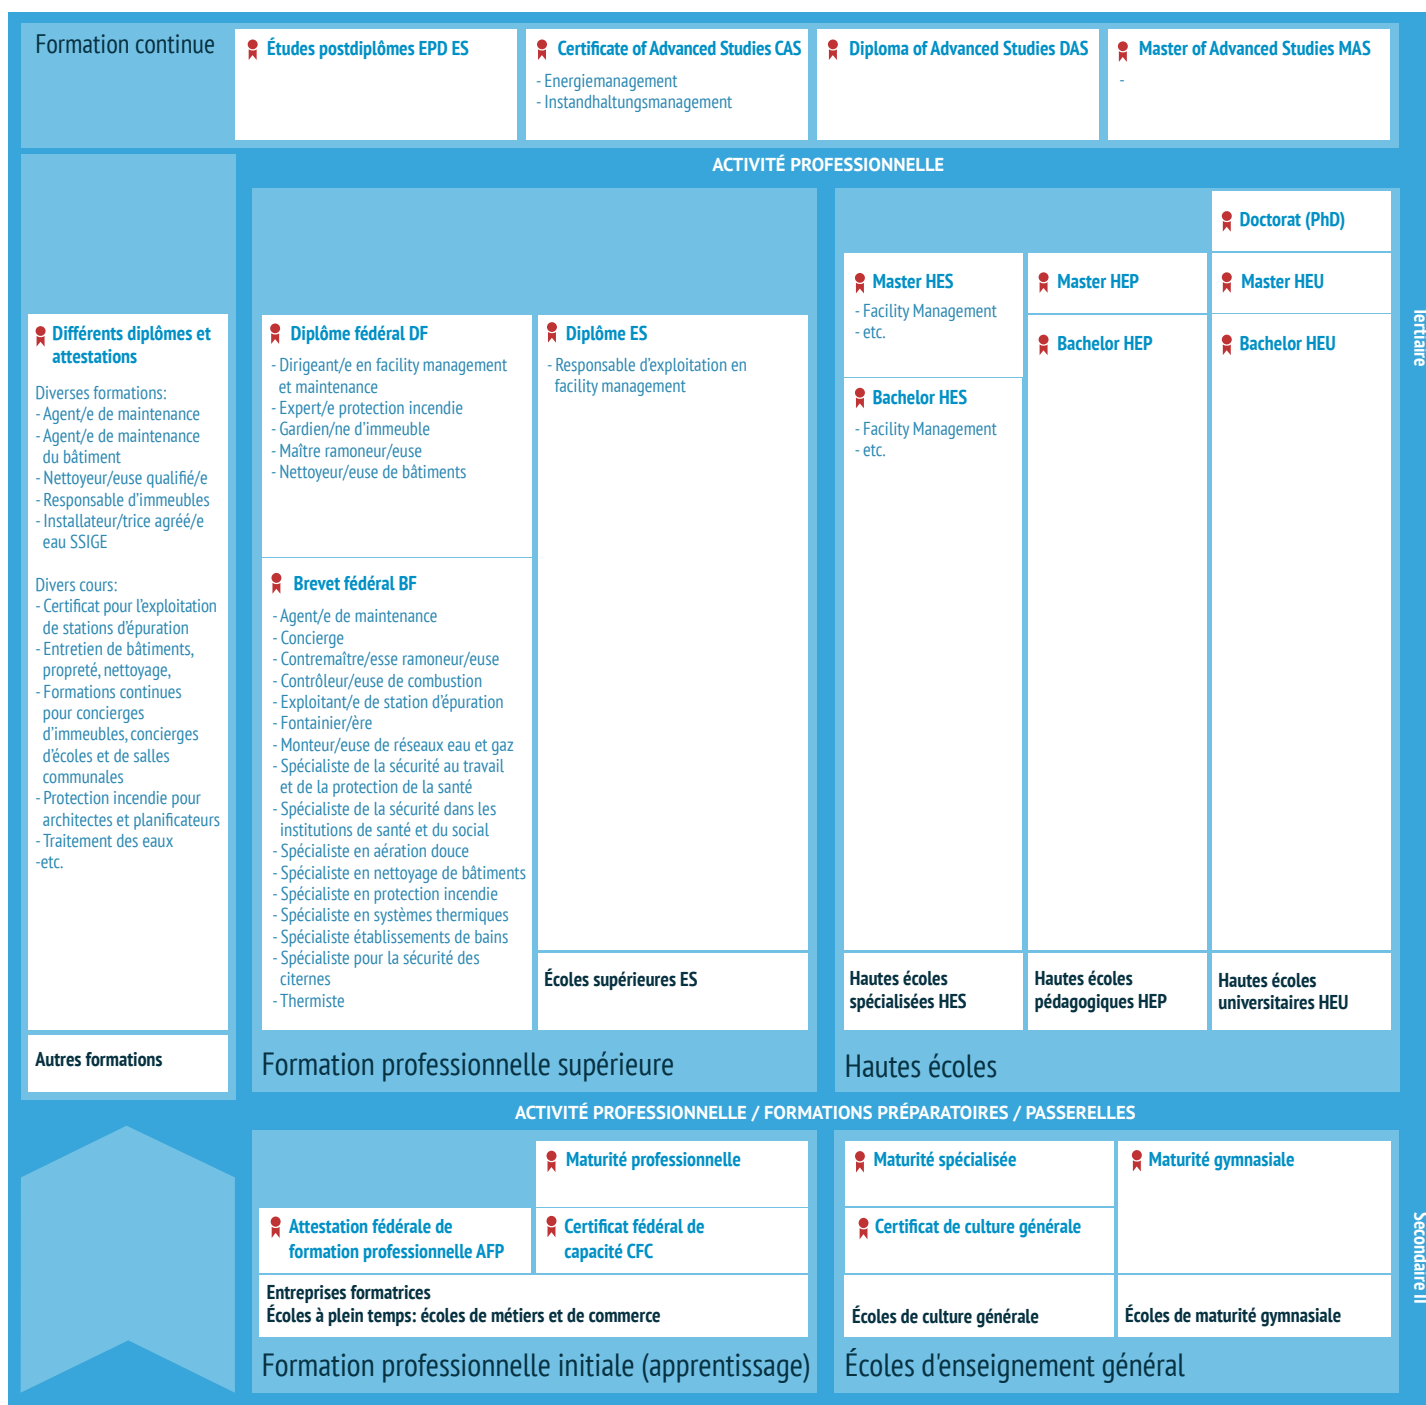 Formation continue
Études postdiplômes EPD ES
Certificate of Advanced Studies CAS
- Energiemanagement
- Instandhaltungsmanagement
Diploma of Advanced Studies DAS
Master of Advanced Studies MAS
-
ACTIVITÉ PROFESSIONNELLE
Différents diplômes et
attestations
Diverses formations:
- Agent/e de maintenance
- Agent/e de maintenance
du bâtiment
- Nettoyeur/euse qualifié/e
- Responsable d'immeubles
- Installateur/trice agréé/e
eau SSIGE
Divers cours:
- Certificat pour l'exploitation
de stations d'épuration
- Entretien de bâtiments,
propreté, nettoyage,
- Formations continues
pour concierges
d'immeubles, concierges
d'écoles et de salles
communales
- Protection incendie pour
architectes et planificateurs
- Traitement des eaux
-etc.
Autres formations
Diplôme fédéral DF
- Dirigeant/e en facility management
et maintenance
- Expert/e protection incendie
- Gardien/ne d'immeuble
- Maître ramoneur/euse
- Nettoyeur/euse de bâtiments
Brevet fédéral BF
- Agent/e de maintenance
- Concierge
- Contremaître/esse ramoneur/euse
- Contrôleur/euse de combustion
- Exploitant/e de station d'épuration
- Fontainier/ère
- Monteur/euse de réseaux eau et gaz
- Spécialiste de la sécurité au travail
et de la protection de la santé
- Spécialiste de la sécurité dans les
institutions de santé et du social
- Spécialiste en aération douce
- Spécialiste en nettoyage de bâtiments
- Spécialiste en protection incendie
- Spécialiste en systèmes thermiques
- Spécialiste établissements de bains
- Spécialiste pour la sécurité des
citernes
- Thermiste
Diplôme ES
- Responsable d'exploitation en
facility management
Écoles supérieures ES
Formation professionnelle supérieure
Master HES
- Facility Management
- etc.
Bachelor HES
- Facility Management
- etc.
Hautes écoles
spécialisées HES
Master HEP
Bachelor HEP
Hautes écoles
pédagogiques HEP
Doctorat (PhD)
Master HEU
Bachelor HEU
Hautes écoles
universitaires HEU
Hautes écoles
Tertiaire
ACTIVITÉ PROFESSIONNELLE / FORMATIONS PRÉPARATOIRES / PASSERELLES
Attestation fédérale de
formation professionnelle AFP
Maturité professionnelle
Certificat fédéral de
capacité CFC
Entreprises formatrices
Écoles à plein temps: écoles de métiers et de commerce
Formation professionnelle initiale (apprentissage)
Maturité spécialisée
Certificat de culture générale
Écoles de culture générale
Maturité gymnasiale
Écoles de maturité gymnasiale
Écoles d'enseignement général
Secondaire II